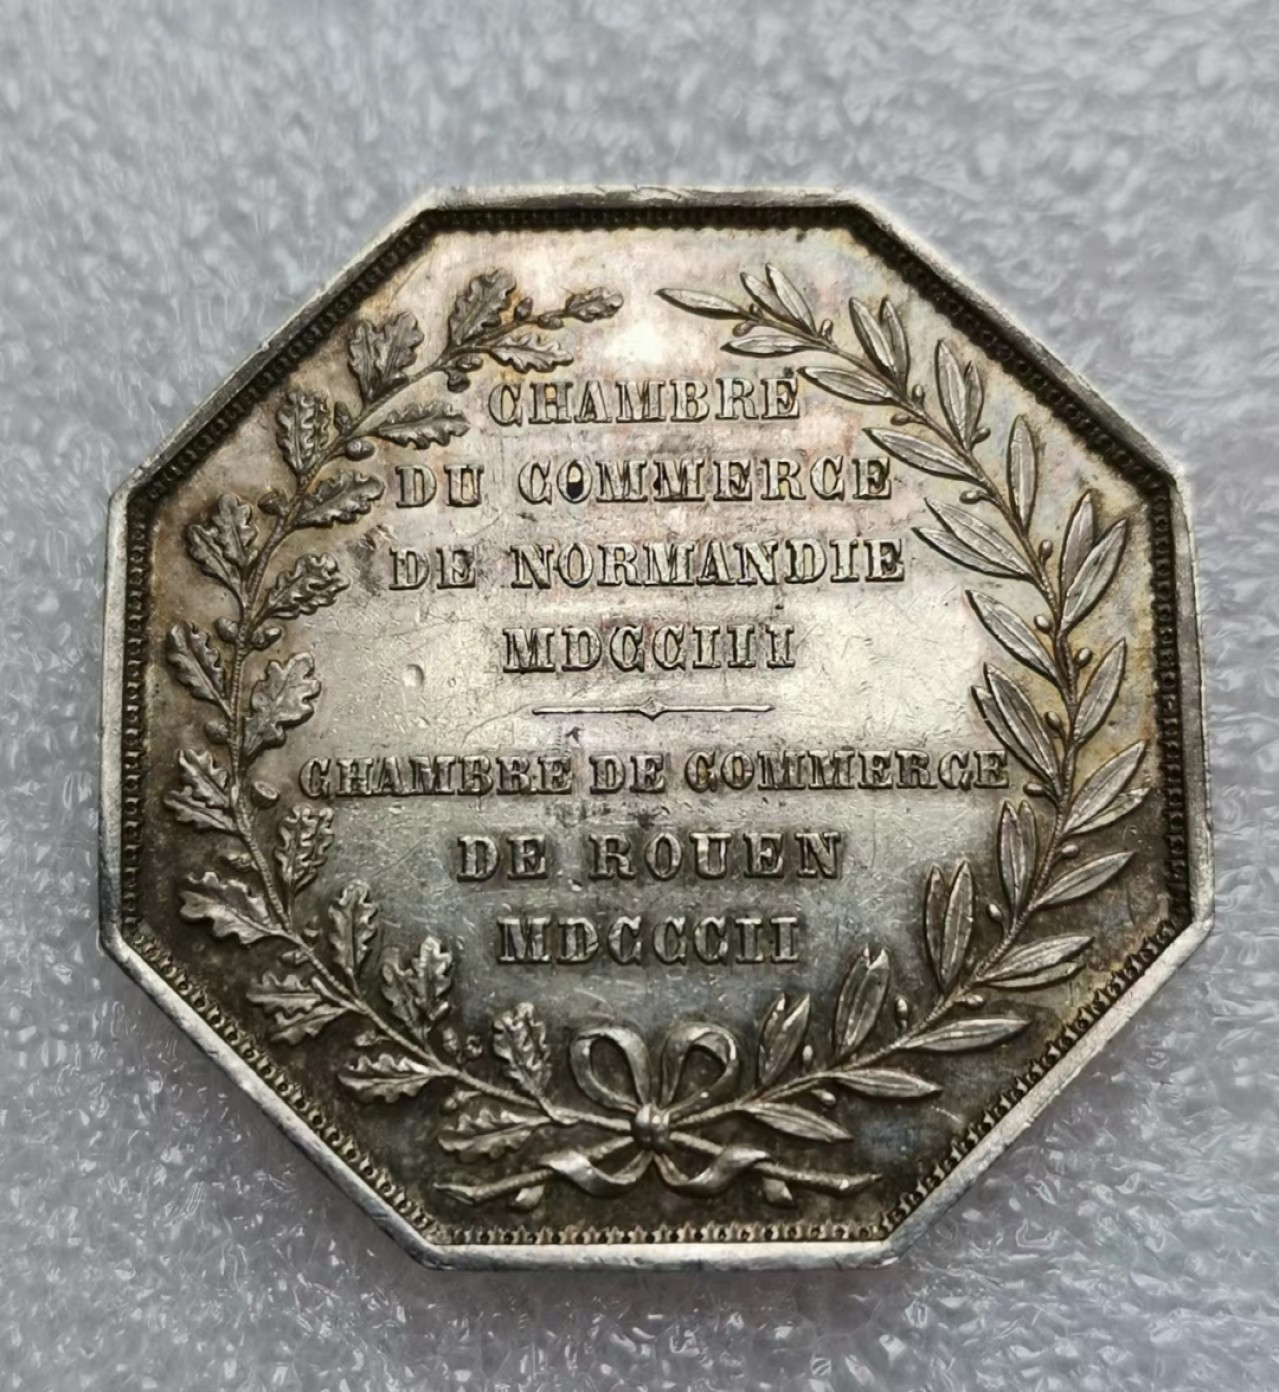 CHAMBRE
DU COMMERCE
DE NORMANDIE
MDCCIII
CHAMBRE DE COMMERCE
DE ROUEN
MDCCCII